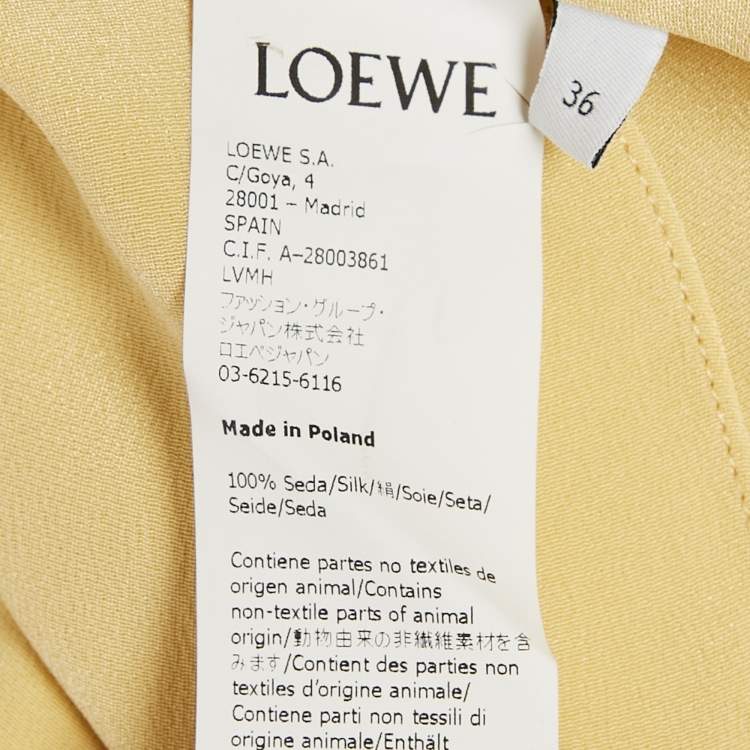 LOEWE
36
LOEWE S.A.
C/Goya, 4
28001 – Madrid
SPAIN
C.I.F. A–28003861
LVMH
ファッション・グループ・
ジャパン株式会社
ロエベジャパン
03-6215-6116
Made in Poland
100% Seda/Silk/絹/Soie/Seta/
Seide/Seda
Contiene partes no textiles de
origen animal/Contains
non-textile parts of animal
origin/動物由来の非繊維素材を含
みます/Contient des parties non
textiles d'origine animale/
Contiene parti non tessili di
origine animale/Enthält